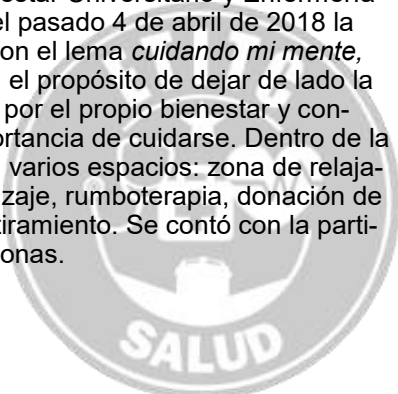 estar Universitario y Enfermería
el pasado 4 de abril de 2018 la
on el lema cuidando mi mente,
el propósito de dejar de lado la
por el propio bienestar y con-
ortancia de cuidarse. Dentro de la
varios espacios: zona de relaja-
zaje, rumboterapia, donación de
tiramiento. Se contó con la parti-
onas.
SALUD